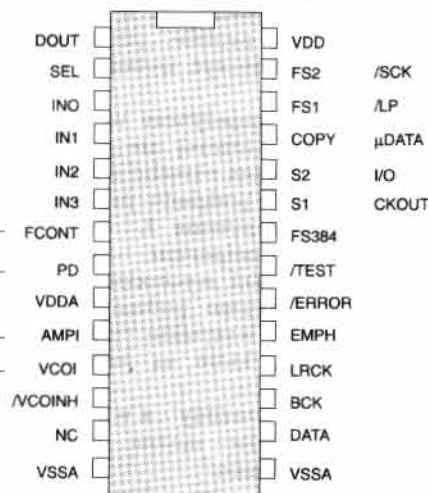 DOUT VDD
SEL FS2 /SCK
INO FS1 /LP
IN1 COPY μDATA
IN2 S2 I/O
IN3 S1 CKOUT
FCONT FS384
PD /TEST
VDDA /ERROR
AMPI EMPH
VCOI LRCK
/VCOINH BCK
NC DATA
VSSA VSSA